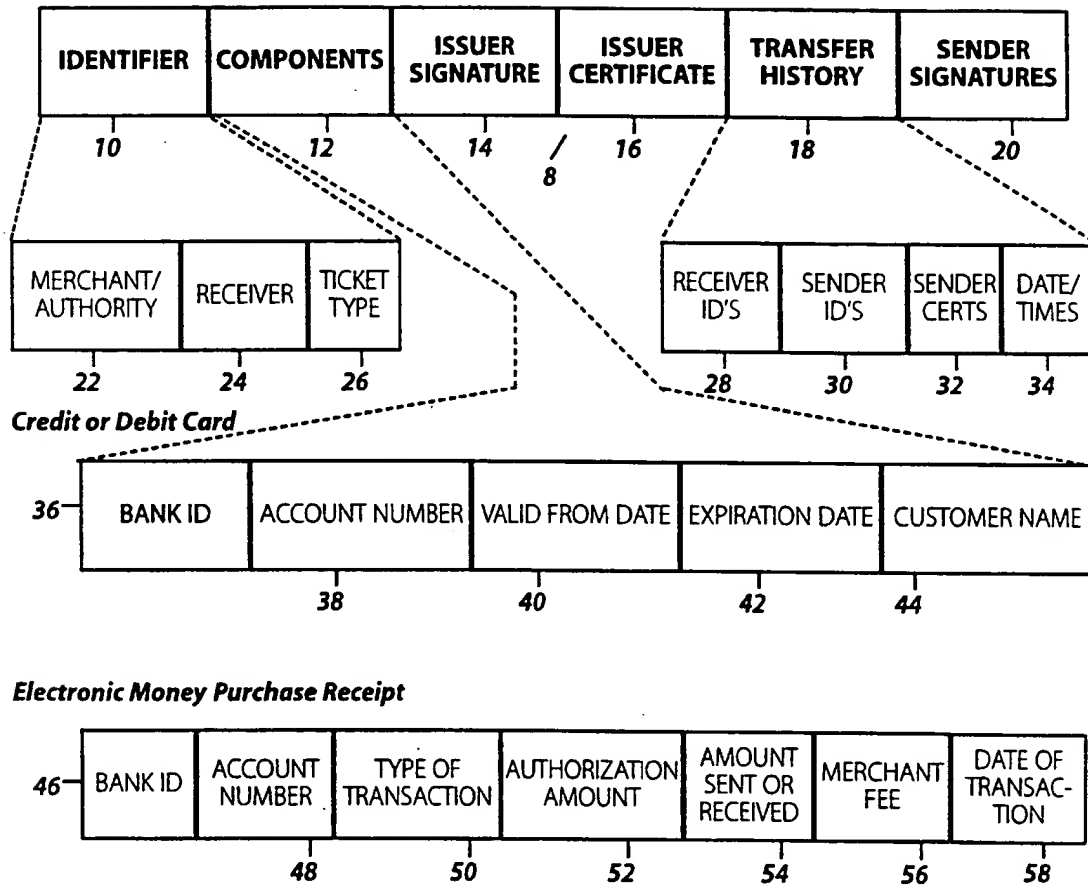 IDENTIFIER COMPONENTS ISSUER SIGNATURE ISSUER CERTIFICATE TRANSFER HISTORY SENDER SIGNATURES
10 12 14 8 16 18 20
MERCHANT/ AUTHORITY RECEIVER TICKET TYPE RECEIVER ID'S SENDER ID'S SENDER CERTS DATE/ TIMES
22 24 26 28 30 32 34
Credit or Debit Card
36 BANK ID ACCOUNT NUMBER VALID FROM DATE EXPIRATION DATE CUSTOMER NAME
38 40 42 44
Electronic Money Purchase Receipt
46 BANK ID ACCOUNT NUMBER TYPE OF TRANSACTION AUTHORIZATION AMOUNT AMOUNT SENT OR RECEIVED MERCHANT FEE DATE OF TRANSAC- TION
48 50 52 54 56 58